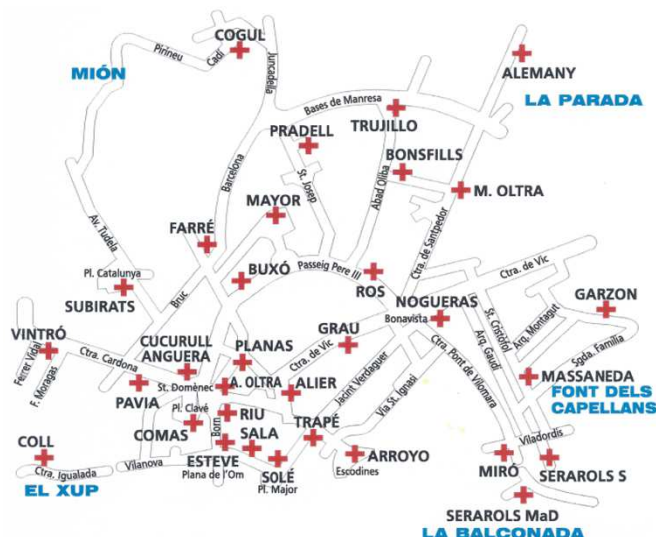 COGUL
Cadí
Pirineu
MIÓN
Juncadella
ALEMANY
LA PARADA
Bases de Manresa
TRUJILLO
PRADELL
BONSFILLS
St. Josep
Abad Oliba
M. OLTRA
Barcelona
MAYOR
Av. Tudela
FARRÉ
Ctra. de Santpedor
Passeig Pere III
Ctra. de Vic
Pl. Catalunya
BUXÓ
ROS
SUBIRATS
Bruc
NOGUERAS
GARZON
Bonavista
St. Cristofol
Arq. Montagut
VINTRÓ
CUCURULL
ANGUERA
PLANAS
GRAU
Arq. Gaudí
Sgda. Família
Ferrer Vidal
Ctra. Cardona
Ctra. de Vic
Ctra. Pont de Vilomara
F. Moragas
St. Domènec
A. OLTRA
ALIER
Jacint Verdaguer
MASSANEDA
PAVIA
FONT DELS
CAPELLANS
Pl. Clavé
RIU
Via St. Ignasi
COMAS
Born
SALA
TRAPÉ
Viladordis
COLL
ESTEVE
ARROYO
MIRÓ
SERAROLS S
Ctra. Igualada
Vilanova
Plana de l'Om
SOLÉ
Escodines
Pl. Major
EL XUP
SERAROLS MaD
LA BALCONADA